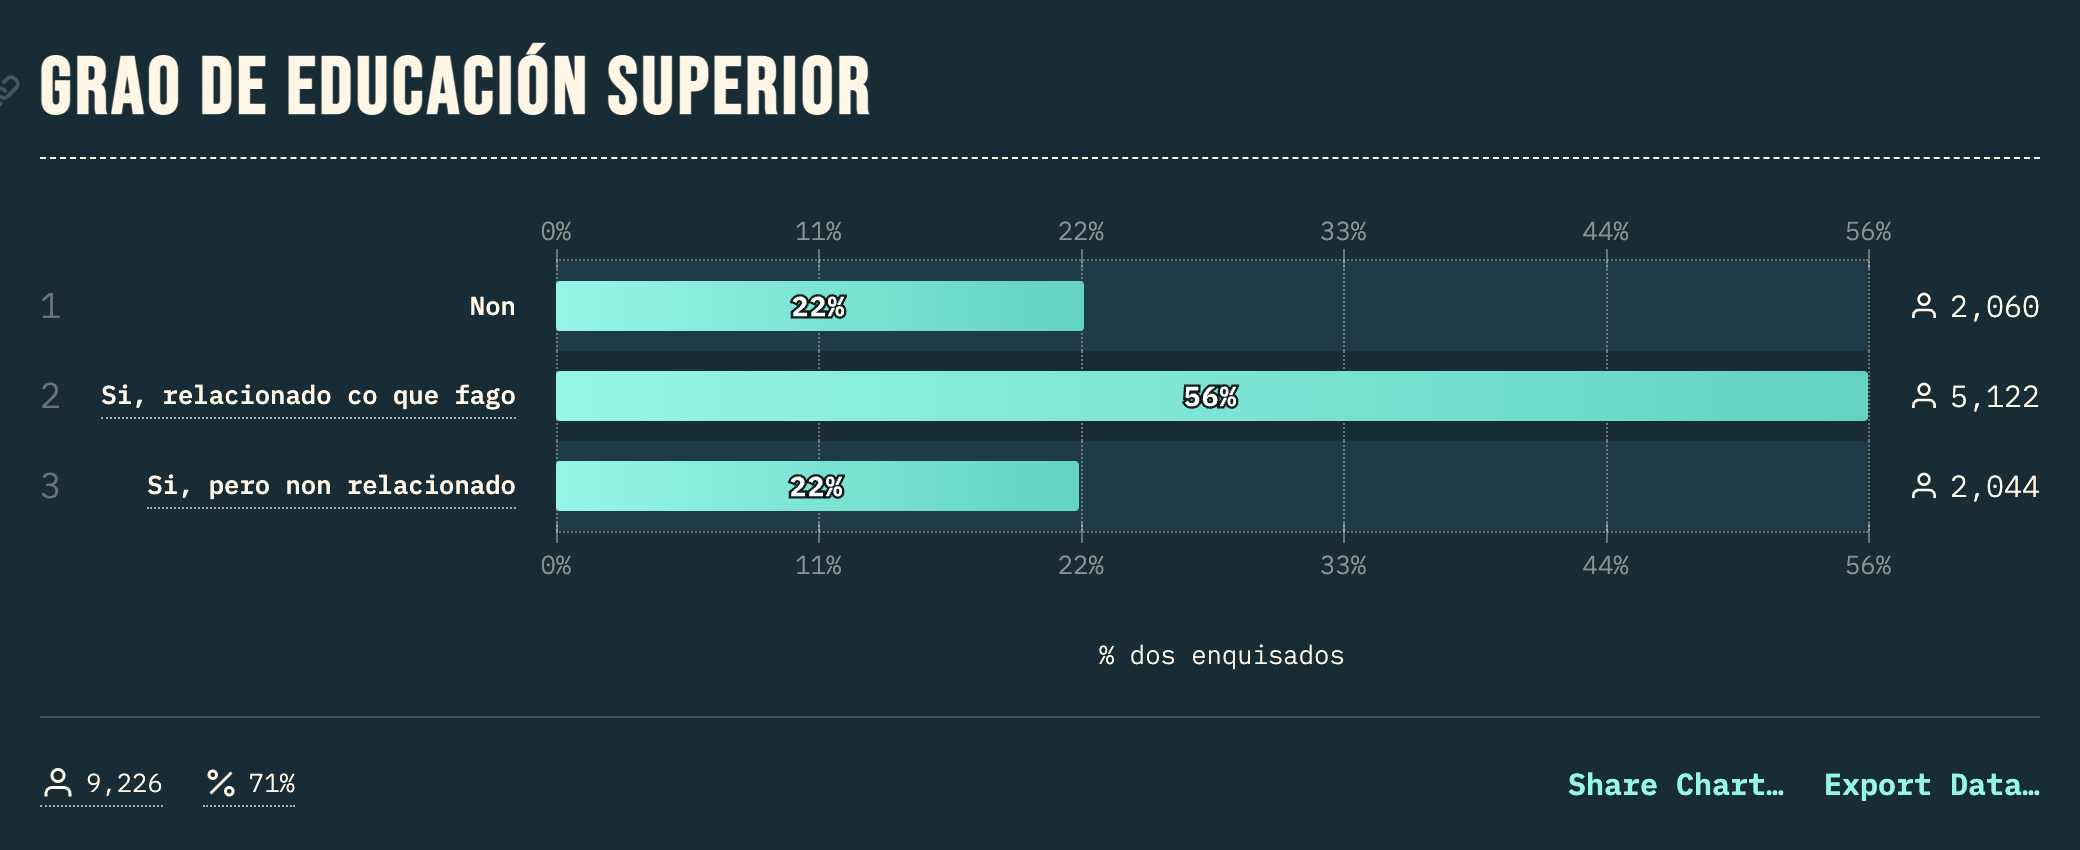 GRAO DE EDUCACIÓN SUPERIOR
0% 11% 22% 33% 44% 56%
1 Non 22% 2,060
2 Si, relacionado co que fago 56% 5,122
3 Si, pero non relacionado 22% 2,044
0% 11% 22% 33% 44% 56%
% dos enquisados
9,226 71% Share Chart… Export Data…